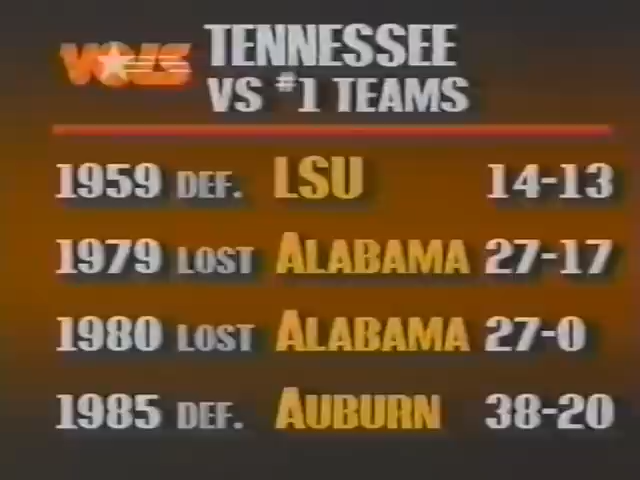 VOLS TENNESSEE
VS #1 TEAMS
1959 DEF. LSU 14-13
1979 LOST ALABAMA 27-17
1980 LOST ALABAMA 27-0
1985 DEF. AUBURN 38-20